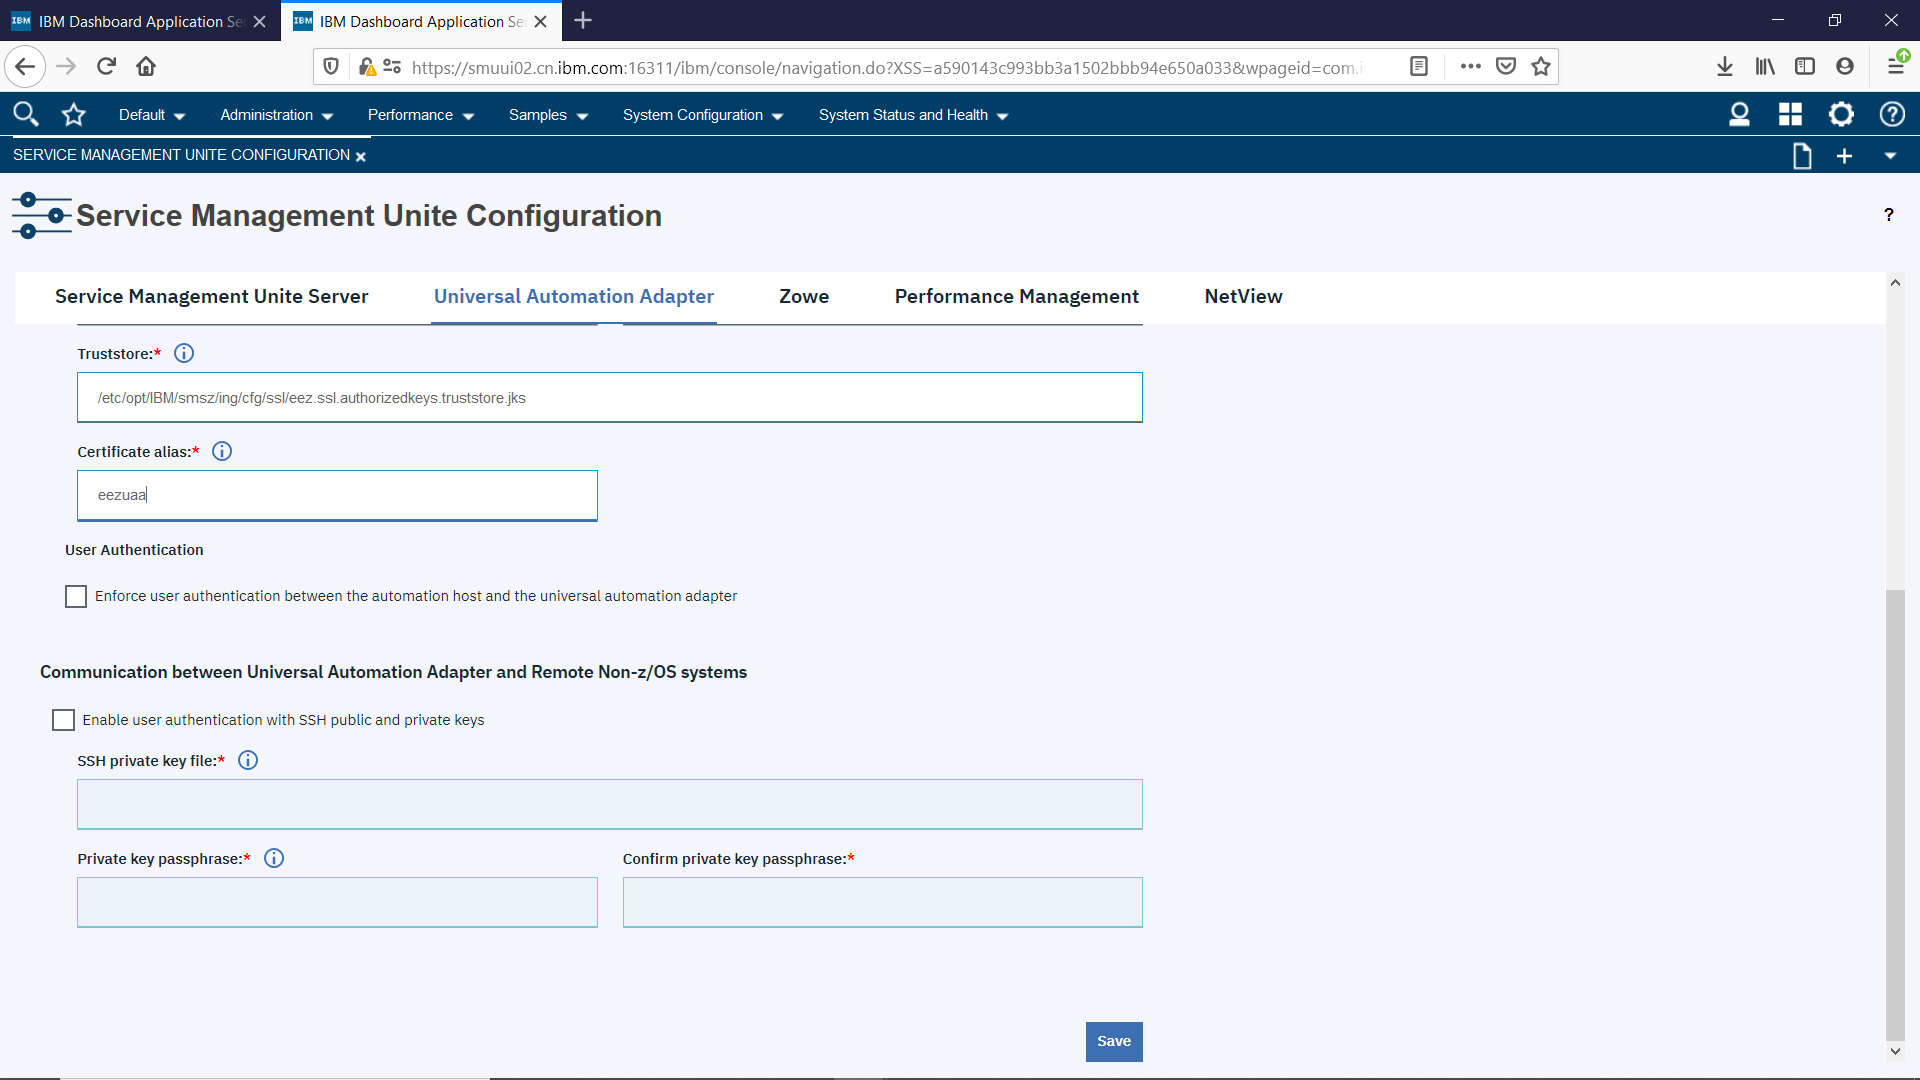 IBM IBM Dashboard Application Se
IBM IBM Dashboard Application Se
https://smuui02.cn.ibm.com:16311/ibm/console/navigation.do?XSS=a590143c993bb3a1502bbb94e650a033&wpageid=com.i
Default Administration Performance Samples System Configuration System Status and Health
SERVICE MANAGEMENT UNITE CONFIGURATION
Service Management Unite Configuration
?
Service Management Unite Server Universal Automation Adapter Zowe Performance Management NetView
Truststore:*
/etc/opt/IBM/smsz/ing/cfg/ssl/eez.ssl.authorizedkeys.truststore.jks
Certificate alias:*
eezuaa
User Authentication
Enforce user authentication between the automation host and the universal automation adapter
Communication between Universal Automation Adapter and Remote Non-z/OS systems
Enable user authentication with SSH public and private keys
SSH private key file:*
Private key passphrase:* Confirm private key passphrase:*
Save